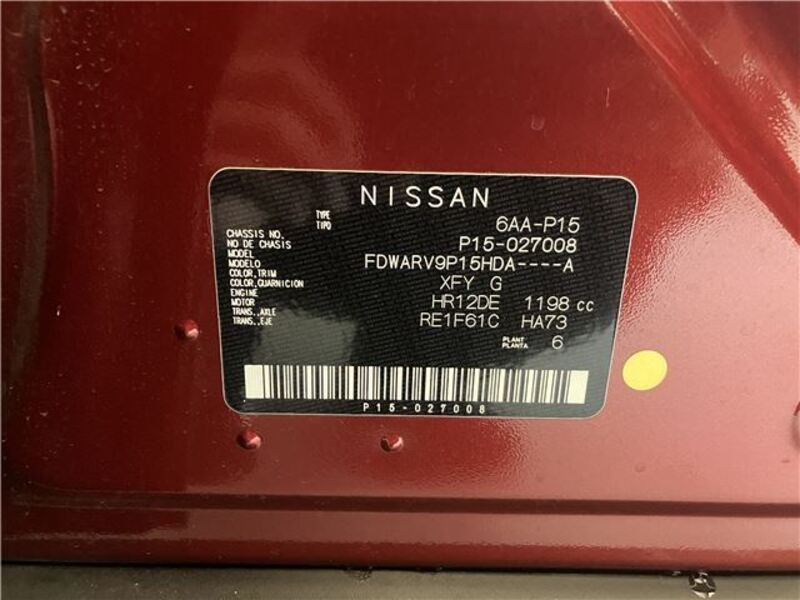 NISSAN
TYPE 6AA-P15
TIPO
CHASSIS NO. P15-027008
NO DE CHASIS
MODEL FDWARV9P15HDA----A
MODELO
COLOR,TRIM XFY G
COLOR,GUARNICION
ENGINE HR12DE 1198 cc
MOTOR
TRANS.,AXLE RE1F61C HA73
TRANS.,EJE
PLANT 6
PLANTA
P15-027008